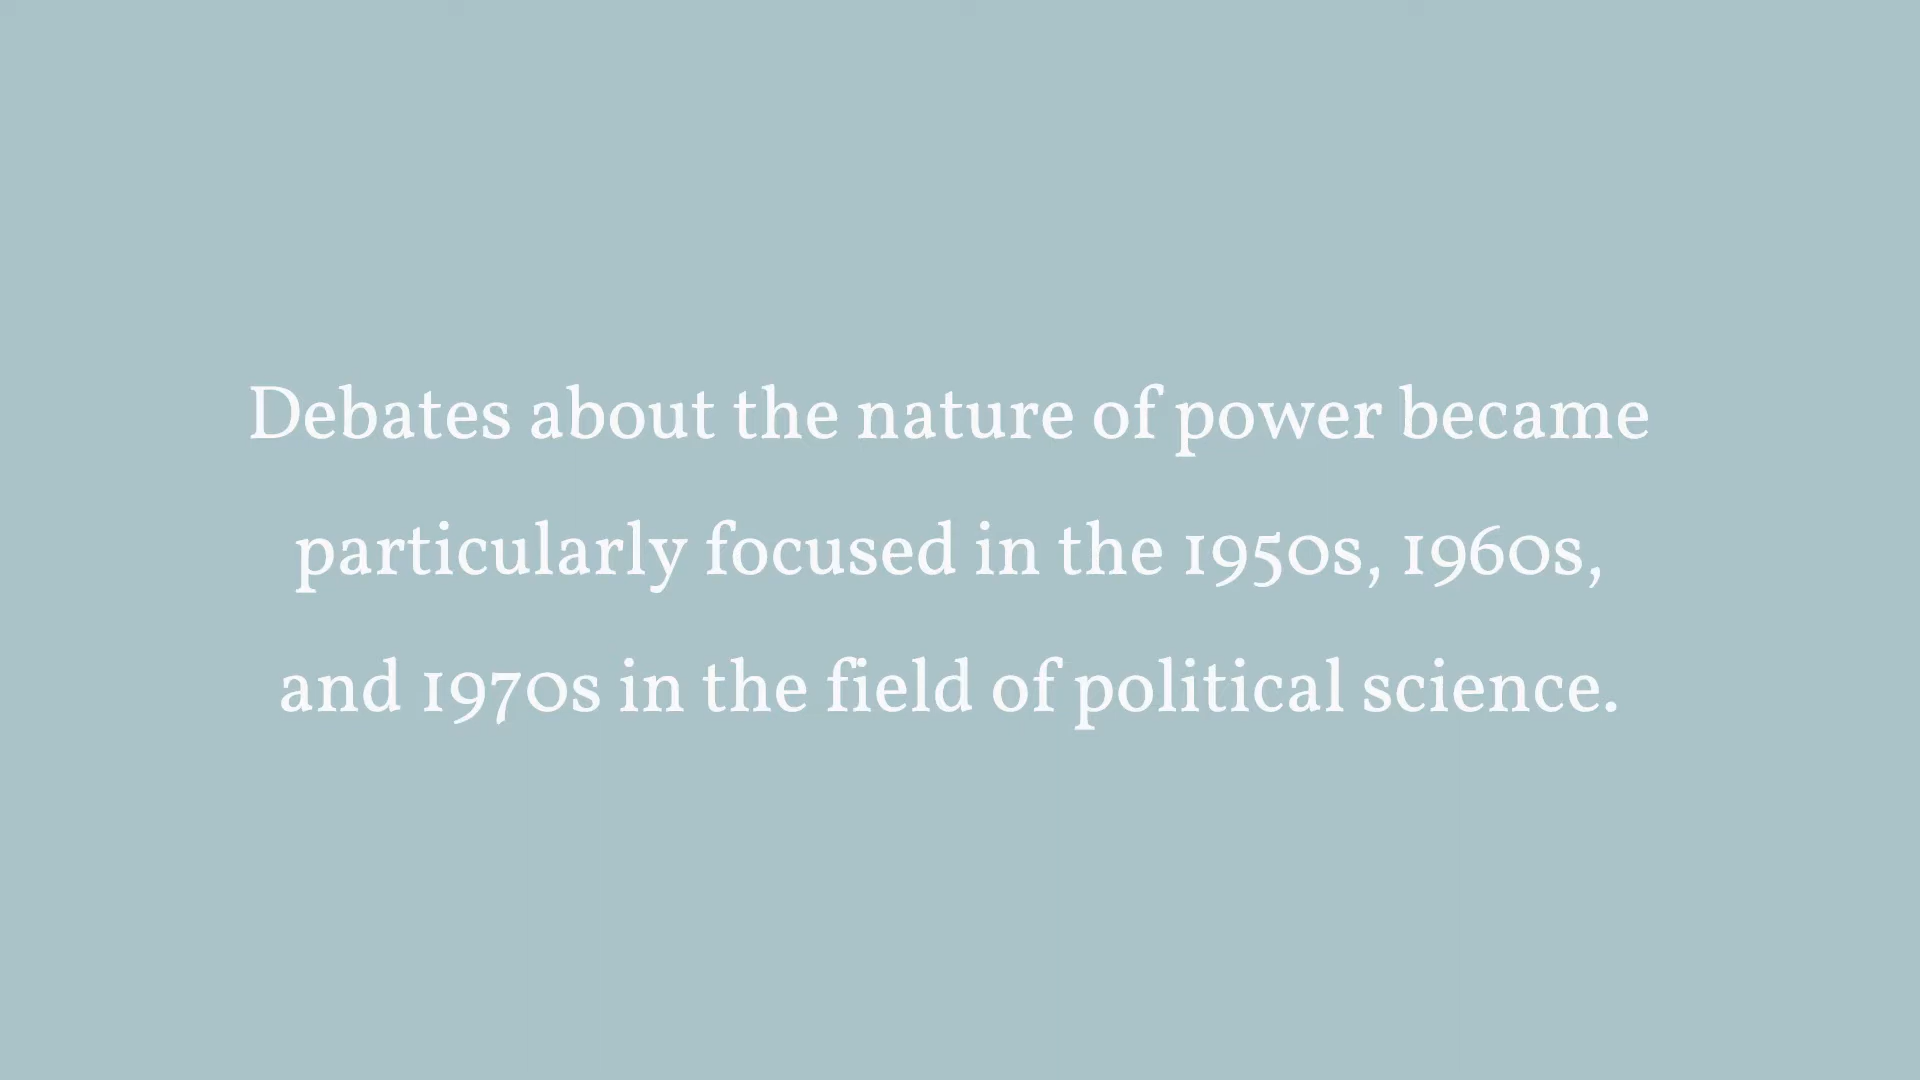 Debates about the nature of power became
particularly focused in the 1950s, 1960s,
and 1970s in the field of political science.